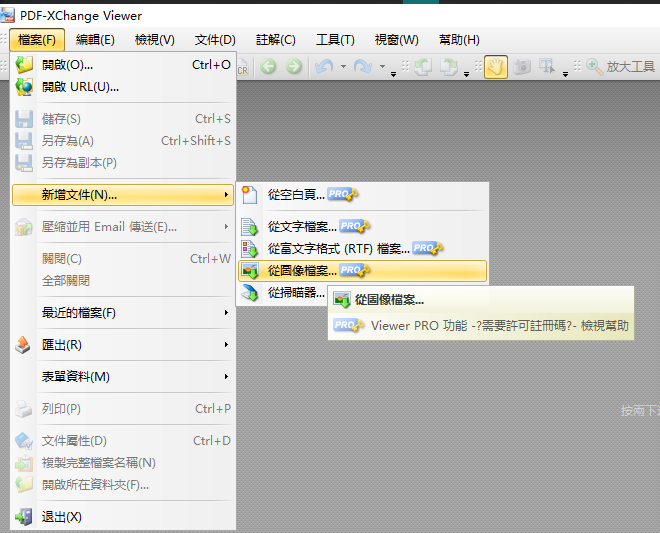 PDF-XChange Viewer
檔案(F) 編輯(E) 檢視(V) 文件(D) 註解(C) 工具(T) 視窗(W) 幫助(H)
開啟(O)... Ctrl+O
CR
放大工具
開啟 URL(U)...
儲存(S) Ctrl+S
另存為(A) Ctrl+Shift+S
另存為副本(P)
新增文件(N)...
從空白頁... PRO
壓縮並用 Email 傳送(E)...
從文字檔案... PRO
從富文字格式 (RTF) 檔案... PRO
關閉(C) Ctrl+W
從圖像檔案... PRO
全部關閉
從掃瞄器...
從圖像檔案...
PRO Viewer PRO 功能 -?需要許可註冊碼?- 檢視幫助
最近的檔案(F)
匯出(R)
表單資料(M)
列印(P) Ctrl+P
按兩下
文件屬性(D) Ctrl+D
複製完整檔案名稱(N)
開啟所在資料夾(F)...
退出(X)